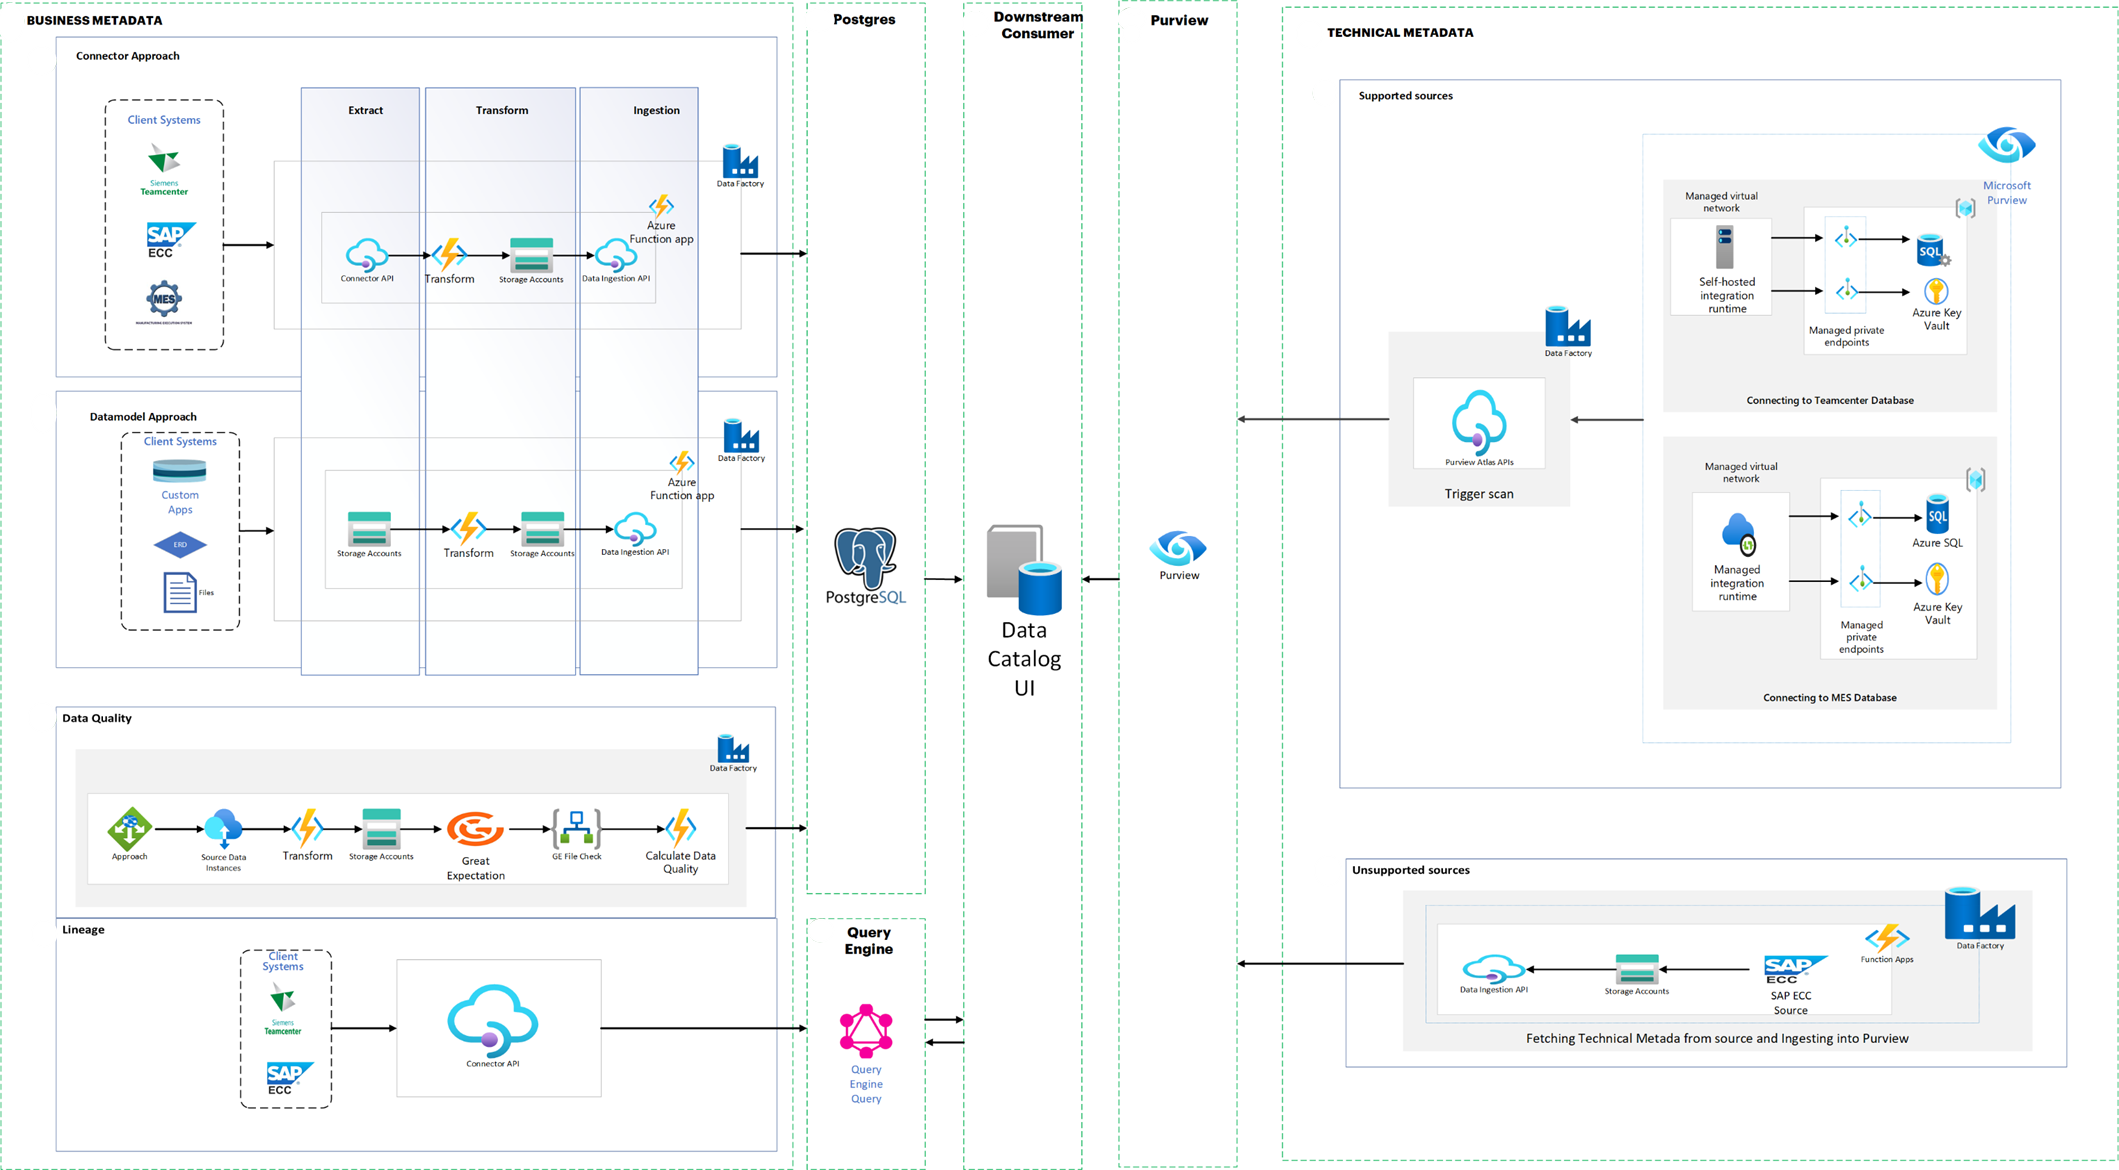 BUSINESS METADATA
Connector Approach
Client Systems
Siemens
Teamcenter
SAP
ECC
MES
MANUFACTURING EXECUTION SYSTEM
Extract
Transform
Ingestion
Data Factory
Azure
Function app
Connector API
Transform
Storage Accounts
Data Ingestion API
Datamodel Approach
Client Systems
Custom
Apps
ERD
Files
Data Factory
Azure
Function app
Storage Accounts
Transform
Storage Accounts
Data Ingestion API
Data Quality
Data Factory
Approach
Source Data
Instances
Transform
Storage Accounts
Great
Expectation
GE File Check
Calculate Data
Quality
Lineage
Client
Systems
Siemens
Teamcenter
SAP
ECC
Connector API
Postgres
PostgreSQL
Query
Engine
Query
Engine
Query
Downstream
Consumer
Data
Catalog
UI
Purview
Purview
TECHNICAL METADATA
Supported sources
Microsoft
Purview
Managed virtual
network
Self-hosted
integration
runtime
SQL
Azure Key
Vault
Managed private
endpoints
Connecting to Teamcenter Database
Data Factory
Purview Atlas APIs
Trigger scan
Managed virtual
network
Managed
integration
runtime
SQL
Azure SQL
Azure Key
Vault
Managed
private
endpoints
Connecting to MES Database
Unsupported sources
Data Factory
Function Apps
Data Ingestion API
Storage Accounts
SAP
ECC
SAP ECC
Source
Fetching Technical Metada from source and Ingesting into Purview